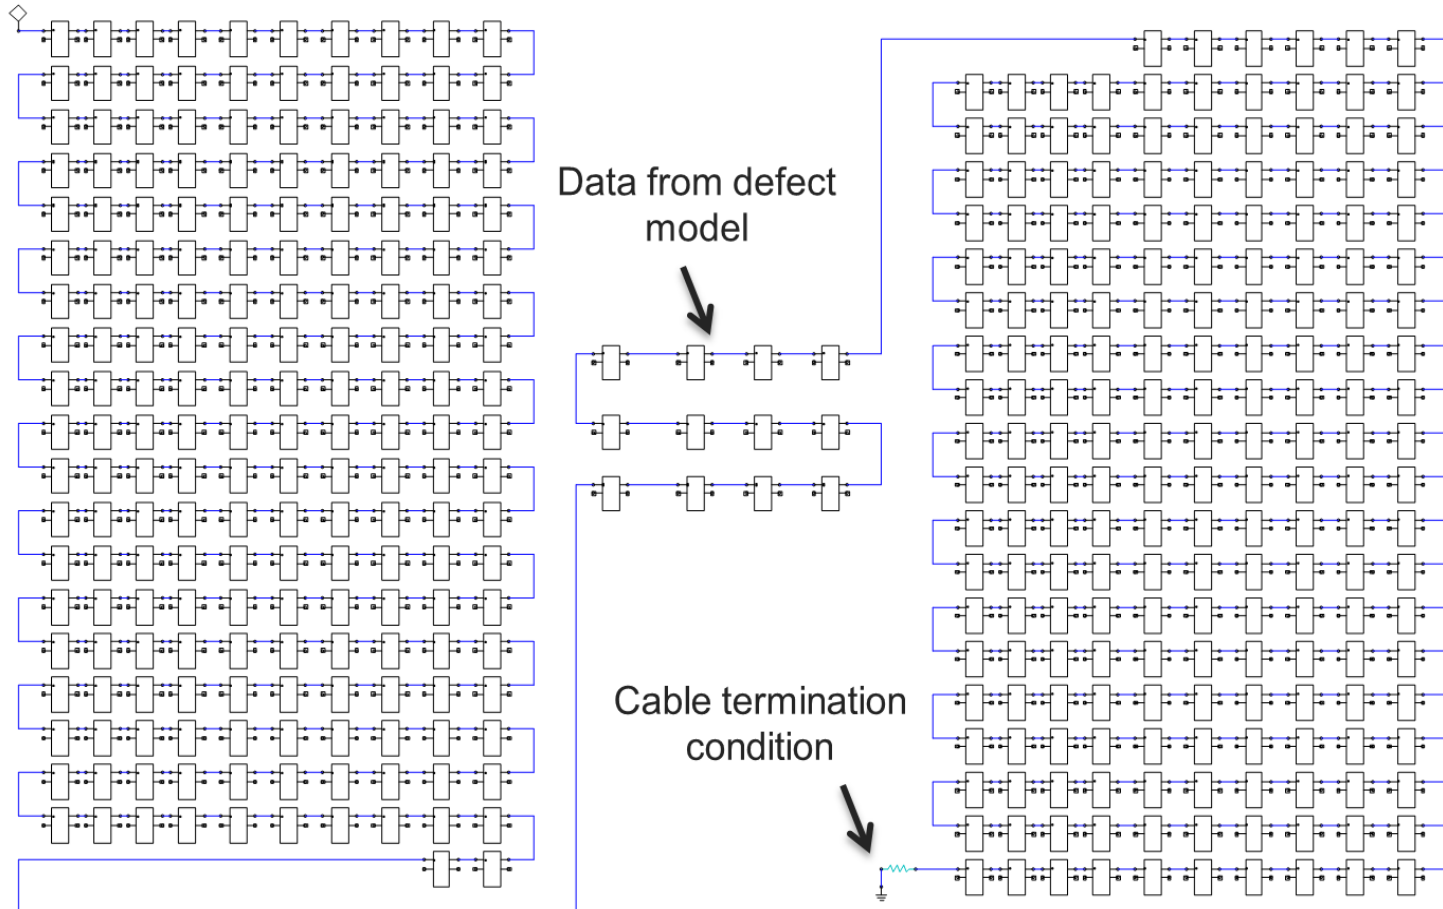 Data from defect
model
Cable termination
condition